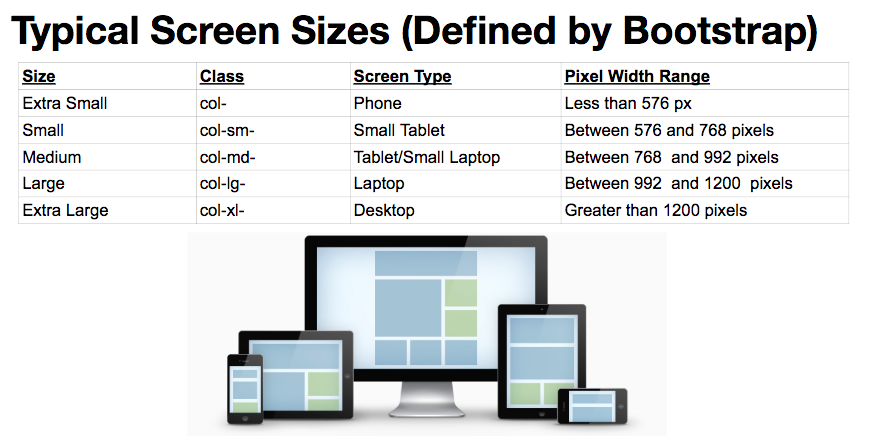 Typical Screen Sizes (Defined by Bootstrap)
Size Class Screen Type Pixel Width Range
Extra Small col- Phone Less than 576 px
Small col-sm- Small Tablet Between 576 and 768 pixels
Medium col-md- Tablet/Small Laptop Between 768  and 992 pixels
Large col-lg- Laptop Between 992  and 1200  pixels
Extra Large col-xl- Desktop Greater than 1200 pixels